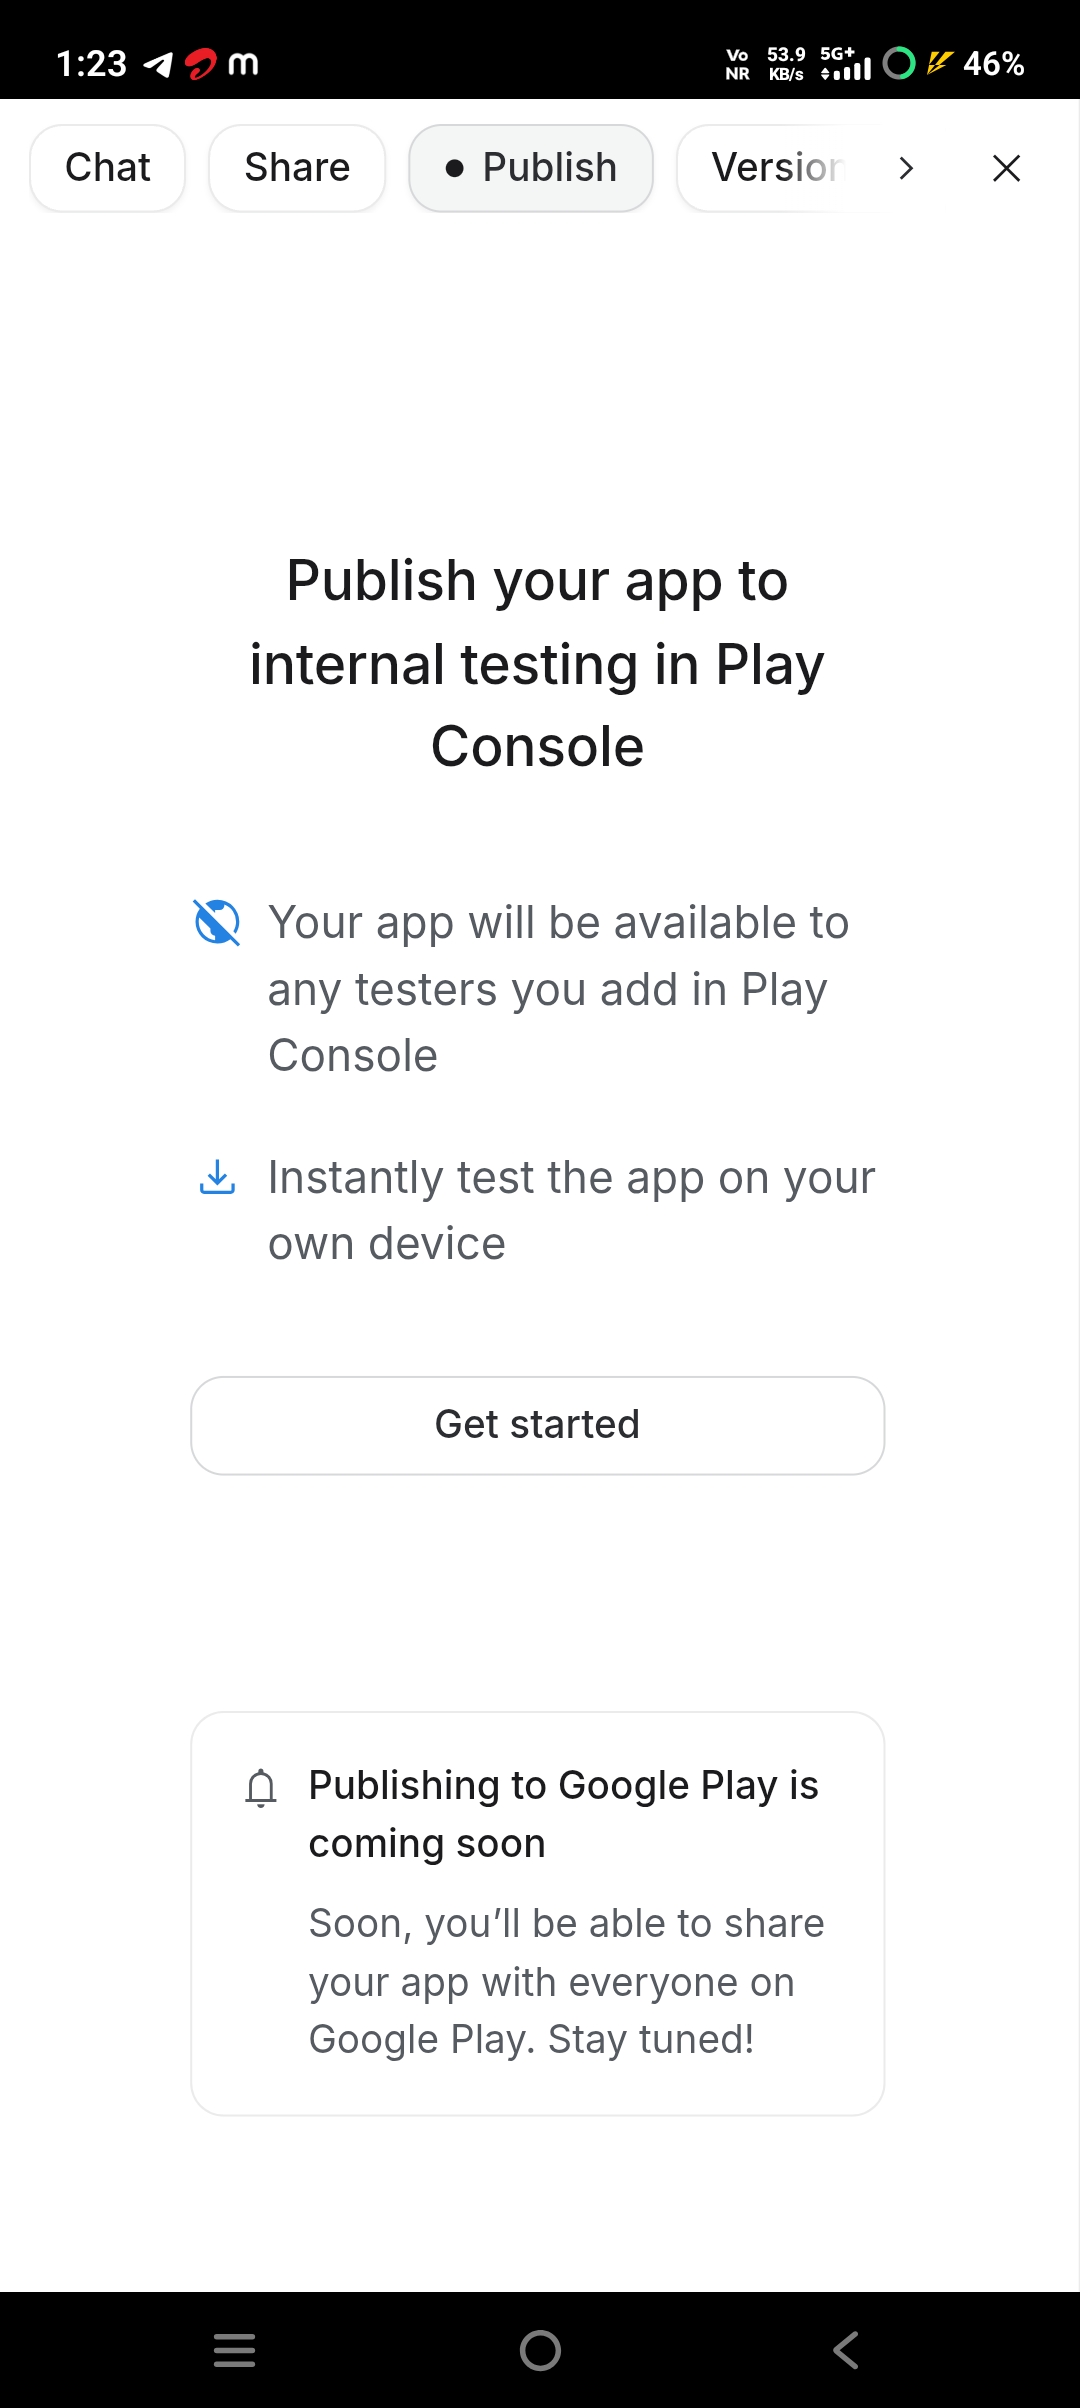 1:23
Vo NR 53.9 KB/s 5G+ 46%
Chat Share Publish Version
Publish your app to
internal testing in Play
Console
Your app will be available to
any testers you add in Play
Console
Instantly test the app on your
own device
Get started
Publishing to Google Play is
coming soon
Soon, you’ll be able to share
your app with everyone on
Google Play. Stay tuned!